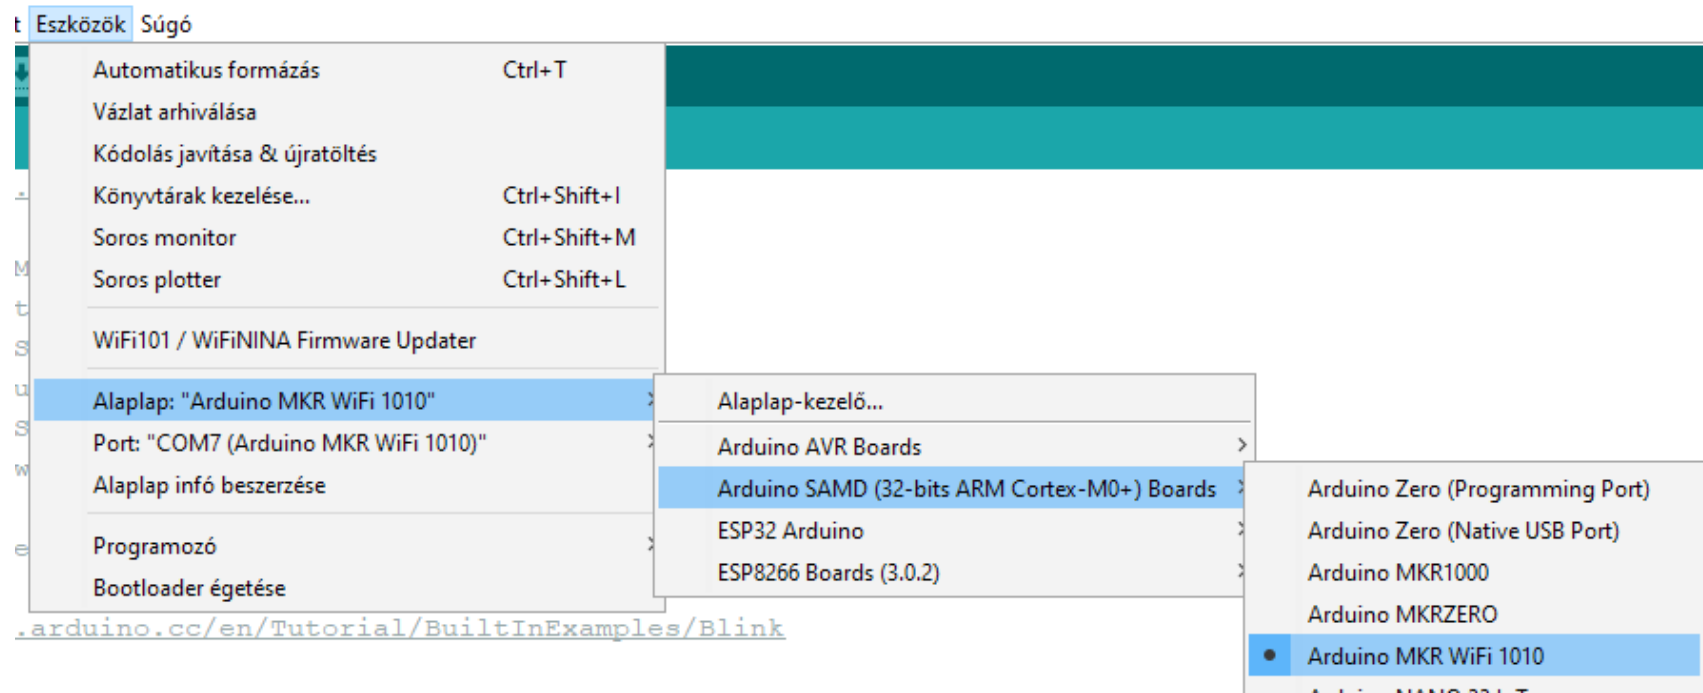 t Eszközök Súgó
Automatikus formázás Ctrl+T
Vázlat arhiválása
Kódolás javítása & újratöltés
Könyvtárak kezelése... Ctrl+Shift+I
Soros monitor Ctrl+Shift+M
Soros plotter Ctrl+Shift+L
WiFi101 / WiFiNINA Firmware Updater
Alaplap: "Arduino MKR WiFi 1010"
Port: "COM7 (Arduino MKR WiFi 1010)"
Alaplap infó beszerzése
Programozó
Bootloader égetése
Alaplap-kezelő...
Arduino AVR Boards
Arduino SAMD (32-bits ARM Cortex-M0+) Boards
ESP32 Arduino
ESP8266 Boards (3.0.2)
Arduino Zero (Programming Port)
Arduino Zero (Native USB Port)
Arduino MKR1000
Arduino MKRZERO
Arduino MKR WiFi 1010
.arduino.cc/en/Tutorial/BuiltInExamples/Blink